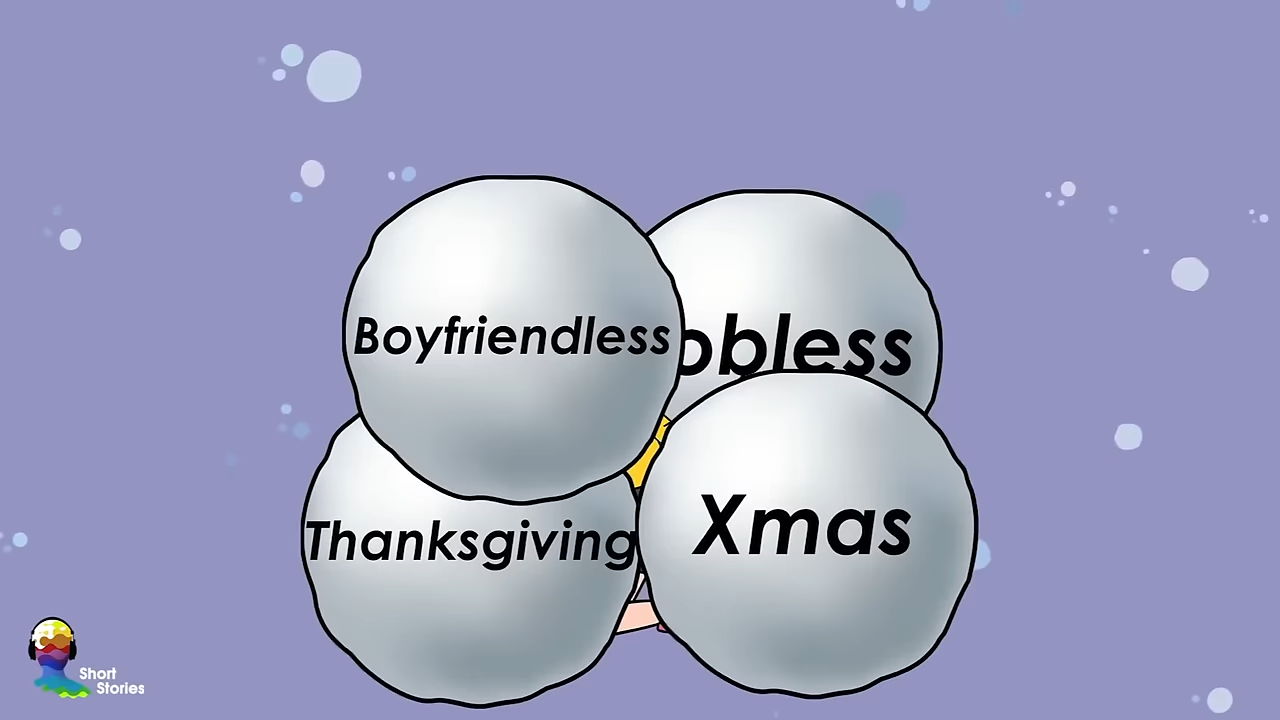 Boyfriendless
obless
Xmas
Thanksgiving
Short
Stories